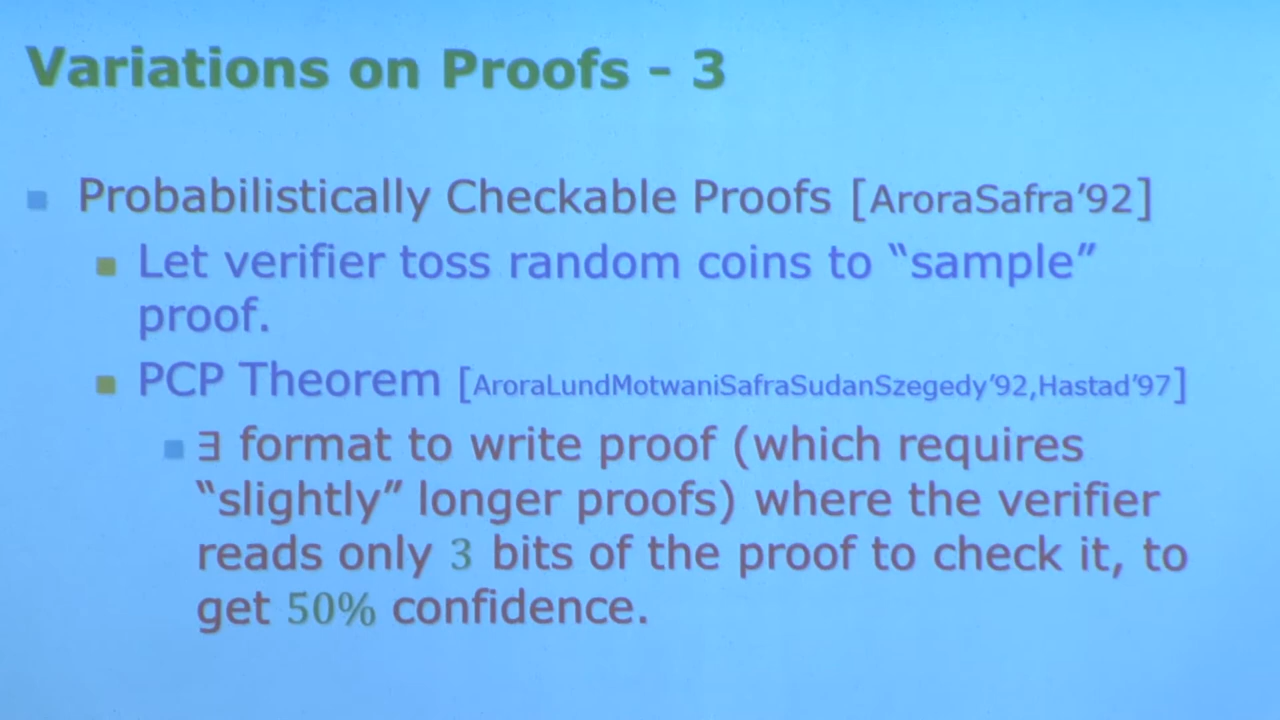 Variations on Proofs - 3
Probabilistically Checkable Proofs [AroraSafra’92]
Let verifier toss random coins to “sample”
proof.
PCP Theorem [AroraLundMotwaniSafraSudanSzegedy’92,Hastad’97]
∃ format to write proof (which requires
“slightly” longer proofs) where the verifier
reads only 3 bits of the proof to check it, to
get 50% confidence.